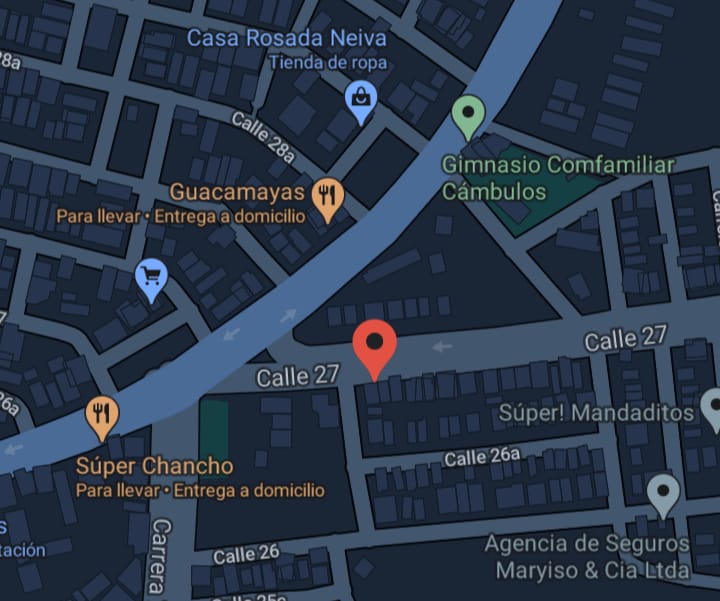 Casa Rosada Neiva
Tienda de ropa
28a
Calle 28a
Gimnasio Comfamiliar
Cámbulos
Guacamayas
Para llevar • Entrega a domicilio
Calle 27
Calle 27
26a
Súper! Mandaditos
Súper Chancho
Para llevar • Entrega a domicilio
Calle 26a
Carrera
Calle 26
Agencia de Seguros
Maryiso & Cia Ltda